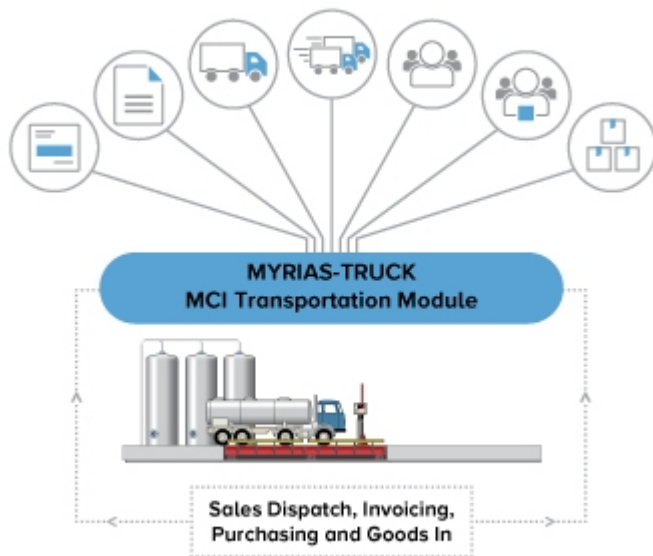 MYRIAS-TRUCK
MCI Transportation Module
Sales Dispatch, Invoicing,
Purchasing and Goods In